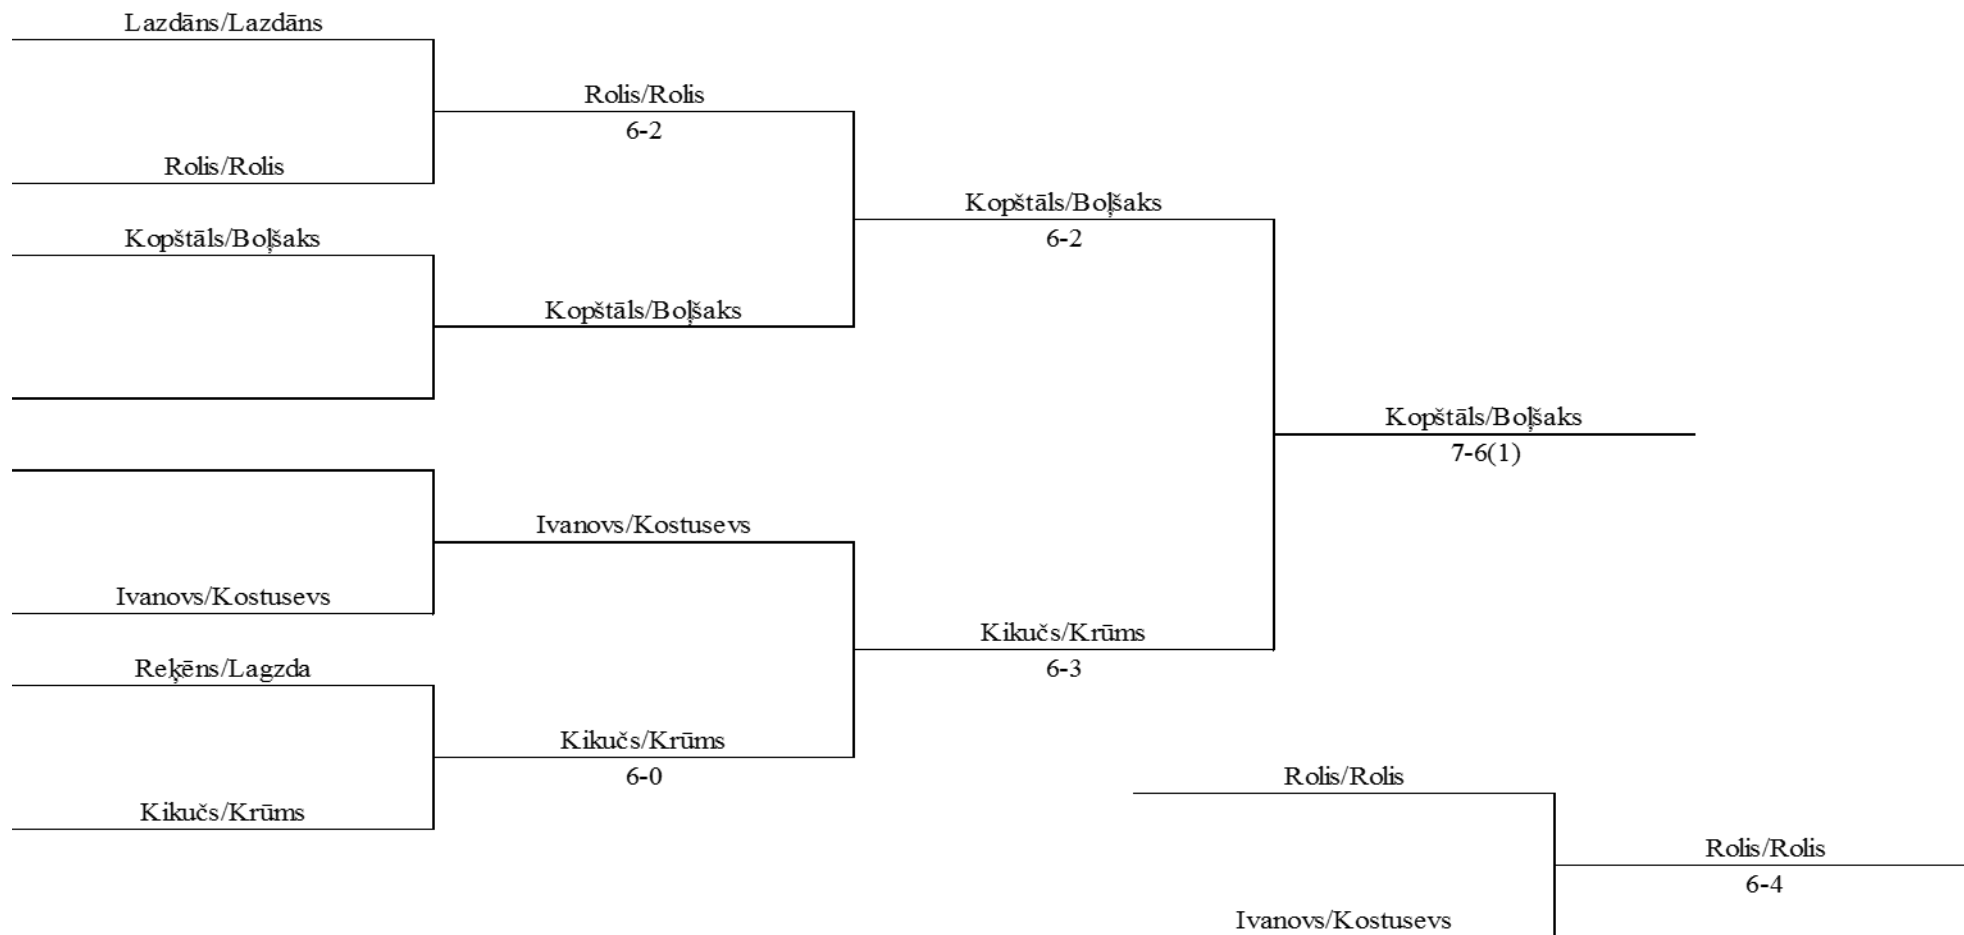 Lazdāns/Lazdāns
Rolis/Rolis
6-2
Rolis/Rolis
Kopštāls/Boļšaks
6-2
Kopštāls/Boļšaks
Kopštāls/Boļšaks
Kopštāls/Boļšaks
7-6(1)
Ivanovs/Kostusevs
Ivanovs/Kostusevs
Kikučs/Krūms
6-3
Reķēns/Lagzda
Kikučs/Krūms
6-0
Kikučs/Krūms
Rolis/Rolis
Rolis/Rolis
6-4
Ivanovs/Kostusevs